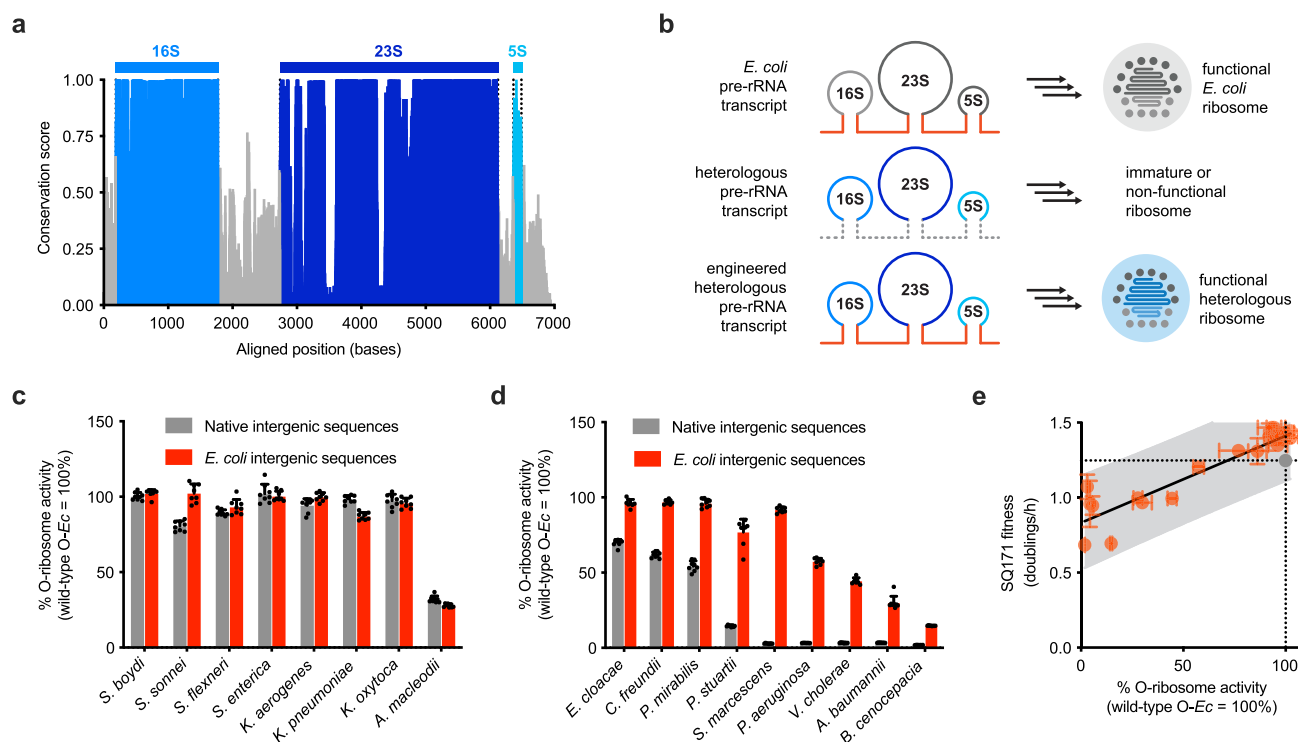 a
16S
23S
5S
1.00
0.75
0.50
0.25
0.00
Conservation score
0
1000
2000
3000
4000
5000
6000
7000
Aligned position (bases)
b
E. coli
pre-rRNA
transcript
16S
23S
5S
functional
E. coli
ribosome
heterologous
pre-rRNA
transcript
16S
23S
5S
immature or
non-functional
ribosome
engineered
heterologous
pre-rRNA
transcript
16S
23S
5S
functional
heterologous
ribosome
c
Native intergenic sequences
E. coli intergenic sequences
150
100
50
0
% O-ribosome activity
(wild-type O-Ec = 100%)
S. boydi
S. sonnei
S. flexneri
S. enterica
K. aerogenes
K. pneumoniae
K. oxytoca
A. macleodii
d
Native intergenic sequences
E. coli intergenic sequences
150
100
50
0
% O-ribosome activity
(wild-type O-Ec = 100%)
E. cloacae
C. freundii
P. mirabilis
P. stuartii
S. marcescens
P. aeruginosa
V. cholerae
A. baumannii
B. cenocepacia
e
1.5
1.0
0.5
0.0
SQ171 fitness
(doublings/h)
0
50
100
% O-ribosome activity
(wild-type O-Ec = 100%)